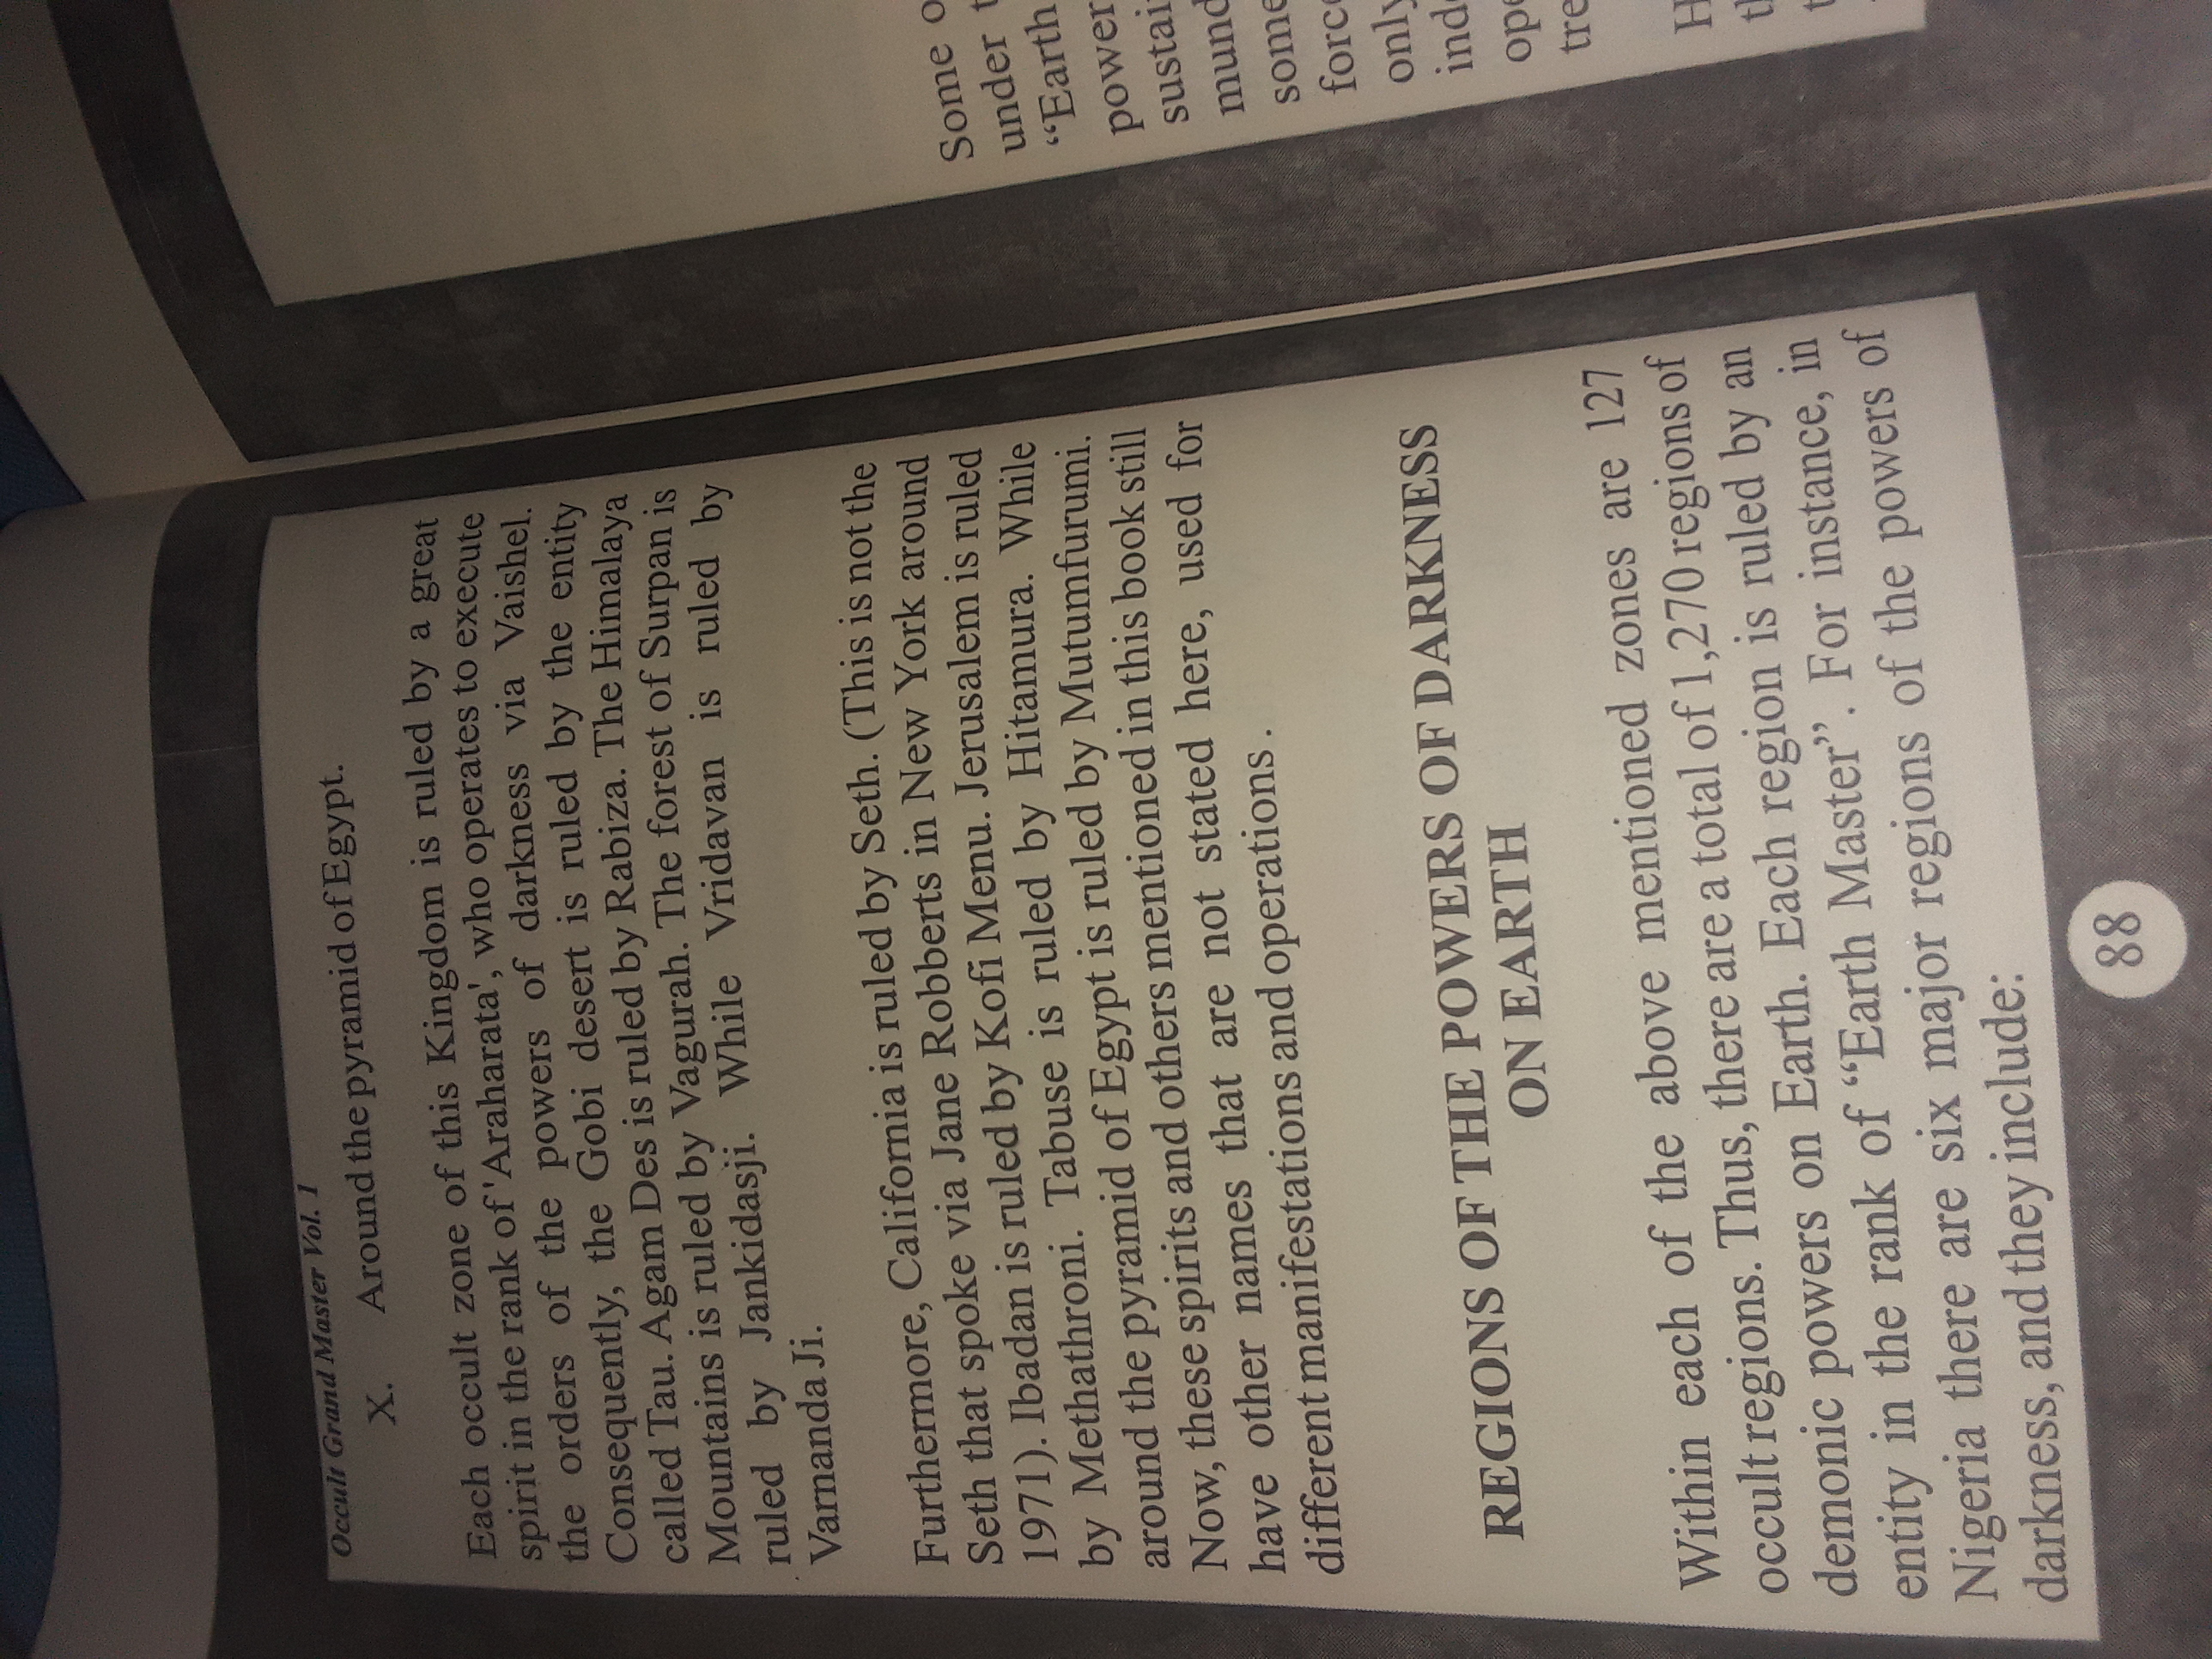 Occult Grand Master Vol. 1
X. Around the pyramid of Egypt.
Each occult zone of this Kingdom is ruled by a great
spirit in the rank of 'Araharata', who operates to execute
the orders of the powers of darkness via Vaishel.
Consequently, the Gobi desert is ruled by the entity
called Tau. Agam Des is ruled by Rabiza. The Himalaya
Mountains is ruled by Vagurah. The forest of Surpan is
ruled by Jankidasji. While Vridavan is ruled by
Varnanda Ji.
Furthermore, California is ruled by Seth. (This is not the
Seth that spoke via Jane Robberts in New York around
1971). Ibadan is ruled by Kofi Menu. Jerusalem is ruled
by Methathroni. Tabuse is ruled by Hitamura. While
around the pyramid of Egypt is ruled by Mutumfurumi.
Now, these spirits and others mentioned in this book still
have other names that are not stated here, used for
different manifestations and operations .
REGIONS OF THE POWERS OF DARKNESS
ON EARTH
Within each of the above mentioned zones are 127
occult regions. Thus, there are a total of 1,270 regions of
demonic powers on Earth. Each region is ruled by an
entity in the rank of “Earth Master”. For instance, in
Nigeria there are six major regions of the powers of
darkness, and they include:
88
Some
under
“Earth
power